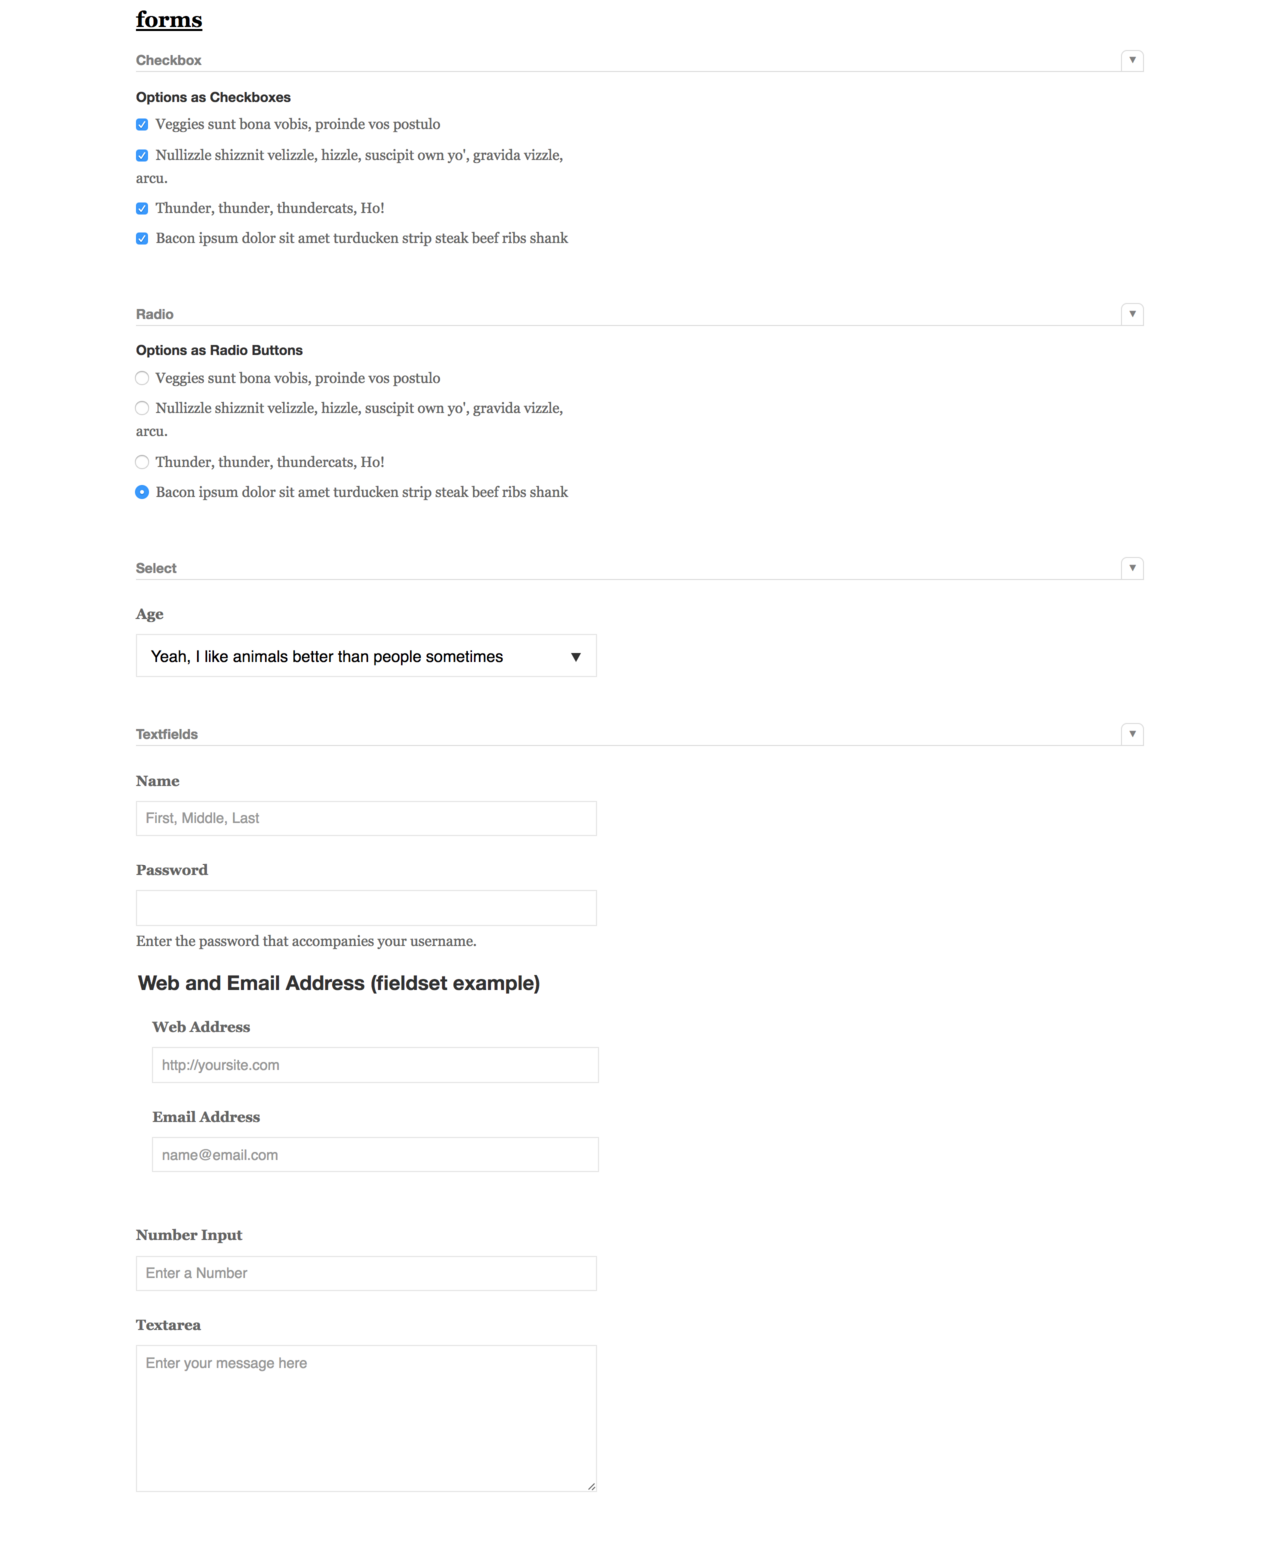 forms
Checkbox
▼
Options as Checkboxes
Veggies sunt bona vobis, proinde vos postulo
Nullizzle shizznit velizzle, hizzle, suscipit own yo', gravida vizzle,
arcu.
Thunder, thunder, thundercats, Ho!
Bacon ipsum dolor sit amet turducken strip steak beef ribs shank
Radio
▼
Options as Radio Buttons
Veggies sunt bona vobis, proinde vos postulo
Nullizzle shizznit velizzle, hizzle, suscipit own yo', gravida vizzle,
arcu.
Thunder, thunder, thundercats, Ho!
Bacon ipsum dolor sit amet turducken strip steak beef ribs shank
Select
▼
Age
Yeah, I like animals better than people sometimes ▼
Textfields
▼
Name
First, Middle, Last
Password
Enter the password that accompanies your username.
Web and Email Address (fieldset example)
Web Address
http://yoursite.com
Email Address
name@email.com
Number Input
Enter a Number
Textarea
Enter your message here